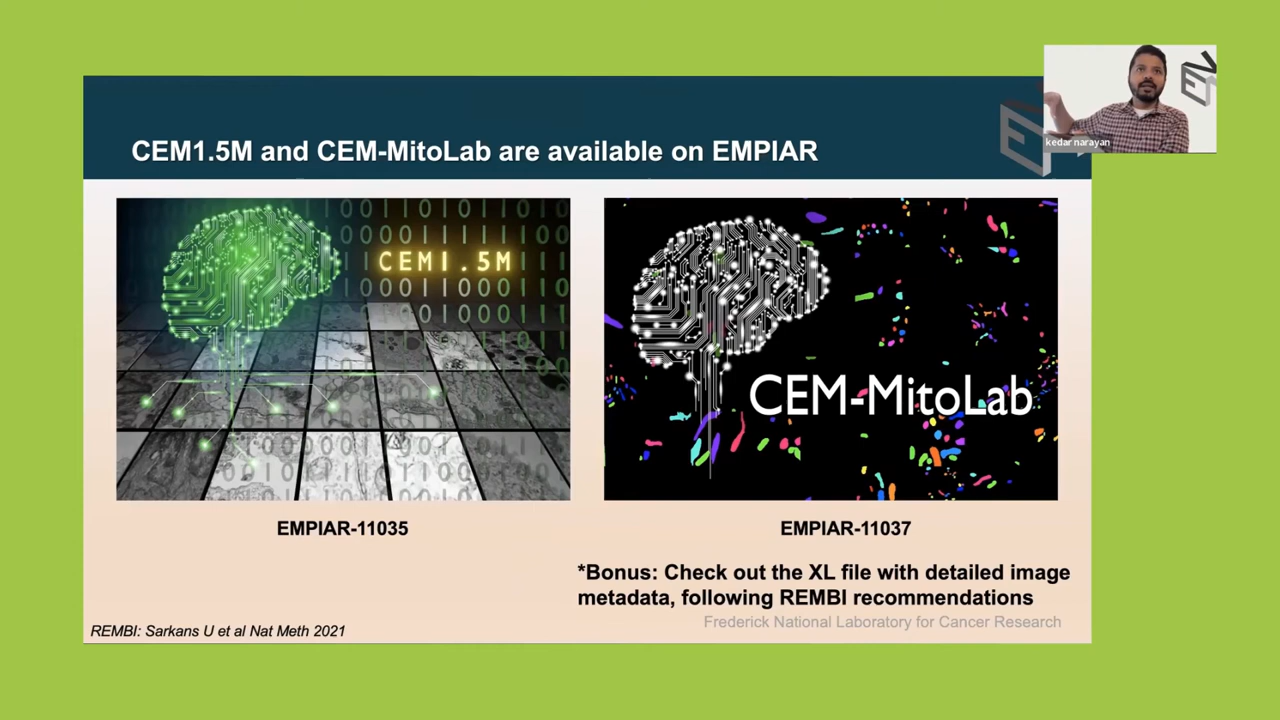 CEM1.5M and CEM-MitoLab are available on EMPIAR
kedar narayan
CEM1.5M
CEM-MitoLab
EMPIAR-11035
EMPIAR-11037
*Bonus: Check out the XL file with detailed image
metadata, following REMBI recommendations
Frederick National Laboratory for Cancer Research
REMBI: Sarkans U et al Nat Meth 2021